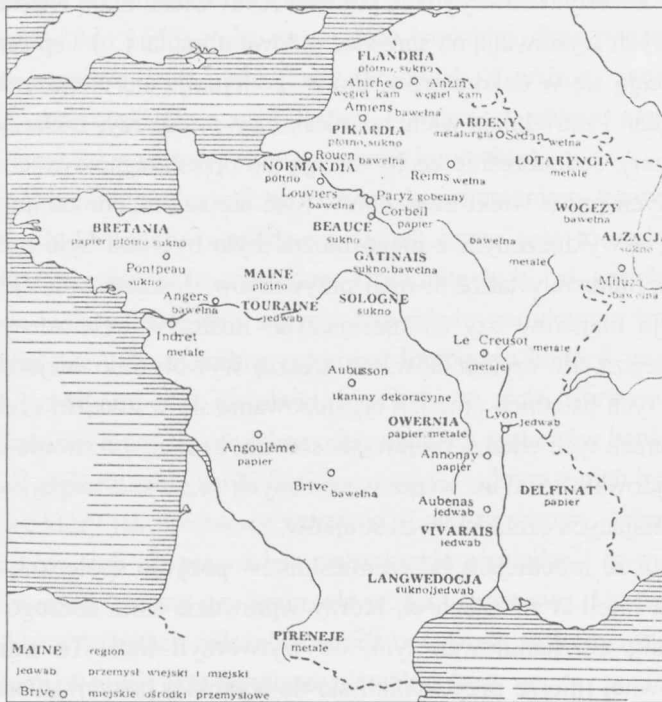 FLANDRIA
płótno, sukno
Aniche
Anzin
węgiel kam
węgiel kam
Amiens
bawełna
PIKARDIA
płótno, sukno
ARDENY
metalurgia
Sedan
wełna
Rouen
bawełna
LOTARYNGIA
metale
NORMANDIA
płótno
Reims
wełna
Louviers
bawełna
Paryż gobeliny
Corbeil
papier
WOGEZY
bawełna
BRETANIA
papier płótno sukno
BEAUCE
sukno
ALZACJA
sukno
Pontpeau
sukno
GÂTINAIS
sukno, bawełna
bawełna
metale
MAINE
płótno
Miluza
bawełna
Angers
bawełna
TOURAINE
jedwab
SOLOGNE
sukno
Indret
metale
Le Creusot
metale
metale
Aubusson
tkaniny dekoracyjne
OWERNIA
papier
Lyon
jedwab
Angoulême
papier
Annonay
papier
Brive
bawełna
Aubenas
jedwab
DELFINAT
papier
VIVARAIS
jedwab
LANGWEDOCJA
sukno/jedwab
PIRENEJE
metale
MAINE
region
jedwab
przemysł wiejski i miejski
Brive
miejskie ośrodki przemysłowe